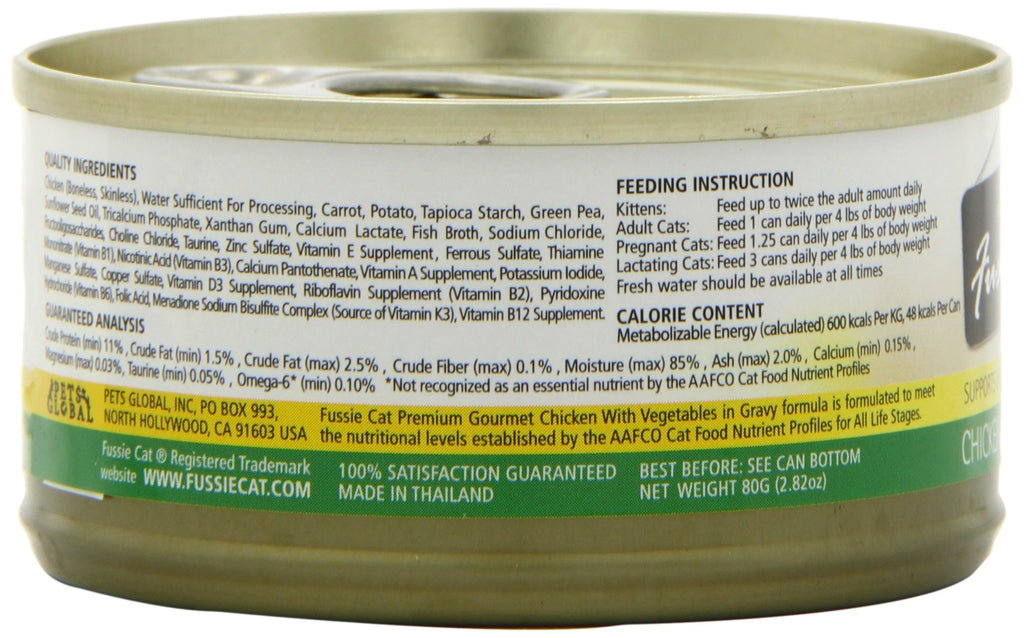 QUALITY INGREDIENTS
Chicken (Boneless, Skinless), Water Sufficient For Processing, Carrot, Potato, Tapioca Starch, Green Pea,
Sunflower Seed Oil, Tricalcium Phosphate, Xanthan Gum, Calcium Lactate, Fish Broth, Sodium Chloride,
Fructoligosaccharides, Choline Chloride, Taurine, Zinc Sulfate, Vitamin E Supplement, Ferrous Sulfate, Thiamine
Mononitrate (Vitamin B1), Nicotinic Acid (Vitamin B3), Calcium Pantothenate, Vitamin A Supplement, Potassium Iodide,
Manganese Sulfate, Copper Sulfate, Vitamin D3 Supplement, Riboflavin Supplement (Vitamin B2), Pyridoxine
Hydrochloride (Vitamin B6), Folic Acid, Menadione Sodium Bisulfite Complex (Source of Vitamin K3), Vitamin B12 Supplement.
GUARANTEED ANALYSIS
Crude Protein (min) 11% , Crude Fat (min) 1.5% , Crude Fat (max) 2.5% , Crude Fiber (max) 0.1% , Moisture (max) 85% , Ash (max) 2.0% , Calcium (min) 0.15% ,
Magnesium (max) 0.03%, Taurine (min) 0.05% , Omega-6* (min) 0.10% *Not recognized as an essential nutrient by the AAFCO Cat Food Nutrient Profiles
FEEDING INSTRUCTION
Kittens: Feed up to twice the adult amount daily
Adult Cats: Feed 1 can daily per 4 lbs of body weight
Pregnant Cats: Feed 1.25 can daily per 4 lbs of body weight
Lactating Cats: Feed 3 cans daily per 4 lbs of body weight
Fresh water should be available at all times
CALORIE CONTENT
Metabolizable Energy (calculated) 600 kcals Per KG, 48 kcals Per Can
PETS GLOBAL
PETS GLOBAL, INC, PO BOX 993,
NORTH HOLLYWOOD, CA 91603 USA
Fussie Cat Premium Gourmet Chicken With Vegetables in Gravy formula is formulated to meet
the nutritional levels established by the AAFCO Cat Food Nutrient Profiles for All Life Stages.
Fussie Cat ® Registered Trademark
website WWW.FUSSIECAT.COM
100% SATISFACTION GUARANTEED
MADE IN THAILAND
BEST BEFORE: SEE CAN BOTTOM
NET WEIGHT 80G (2.82oz)
SUPPORTS